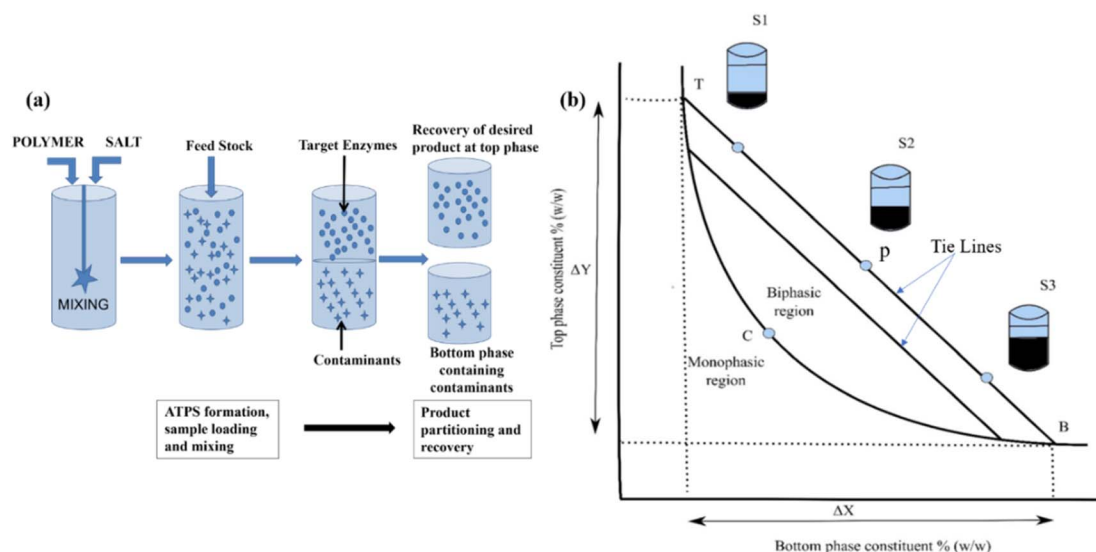 (a)
POLYMER
SALT
MIXING
Feed Stock
Target Enzymes
Contaminants
Recovery of desired
product at top phase
Bottom phase
containing
contaminants
ATPS formation,
sample loading
and mixing
Product
partitioning and
recovery
(b)
S1
T
S2
p
Tie Lines
S3
Biphasic
region
C
Monophasic
region
B
ΔY
Top phase constituent % (w/w)
ΔX
Bottom phase constituent % (w/w)